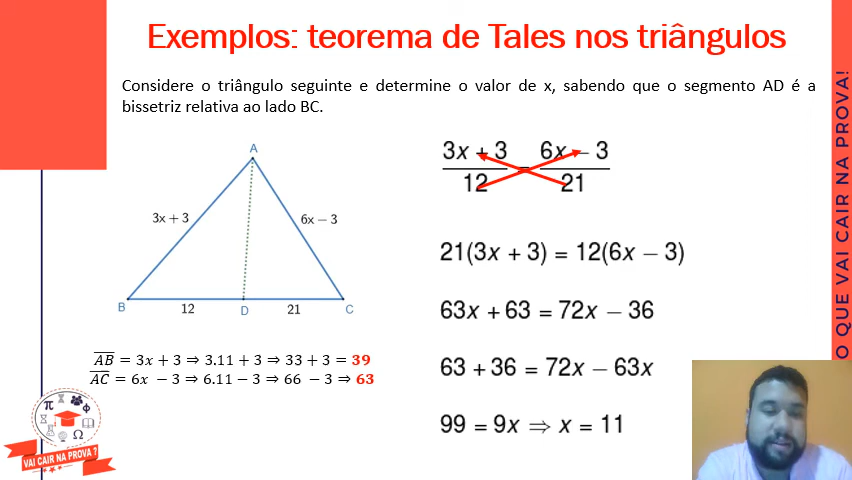 Exemplos: teorema de Tales nos triângulos
Considere o triângulo seguinte e determine o valor de x, sabendo que o segmento AD é a
bissetriz relativa ao lado BC.
A
3x + 3
6x − 3
B
12
D
21
C
AB = 3x + 3 ⇒ 3.11 + 3 ⇒ 33 + 3 = 39
AC = 6x − 3 ⇒ 6.11 − 3 ⇒ 66 − 3 ⇒ 63
3x + 3 = 6x − 3
12 21
21(3x + 3) = 12(6x − 3)
63x + 63 = 72x − 36
63 + 36 = 72x − 63x
99 = 9x ⇒ x = 11
π
Φ
Ω
VAI CAIR NA PROVA ?
O QUE VAI CAIR NA PROVA!